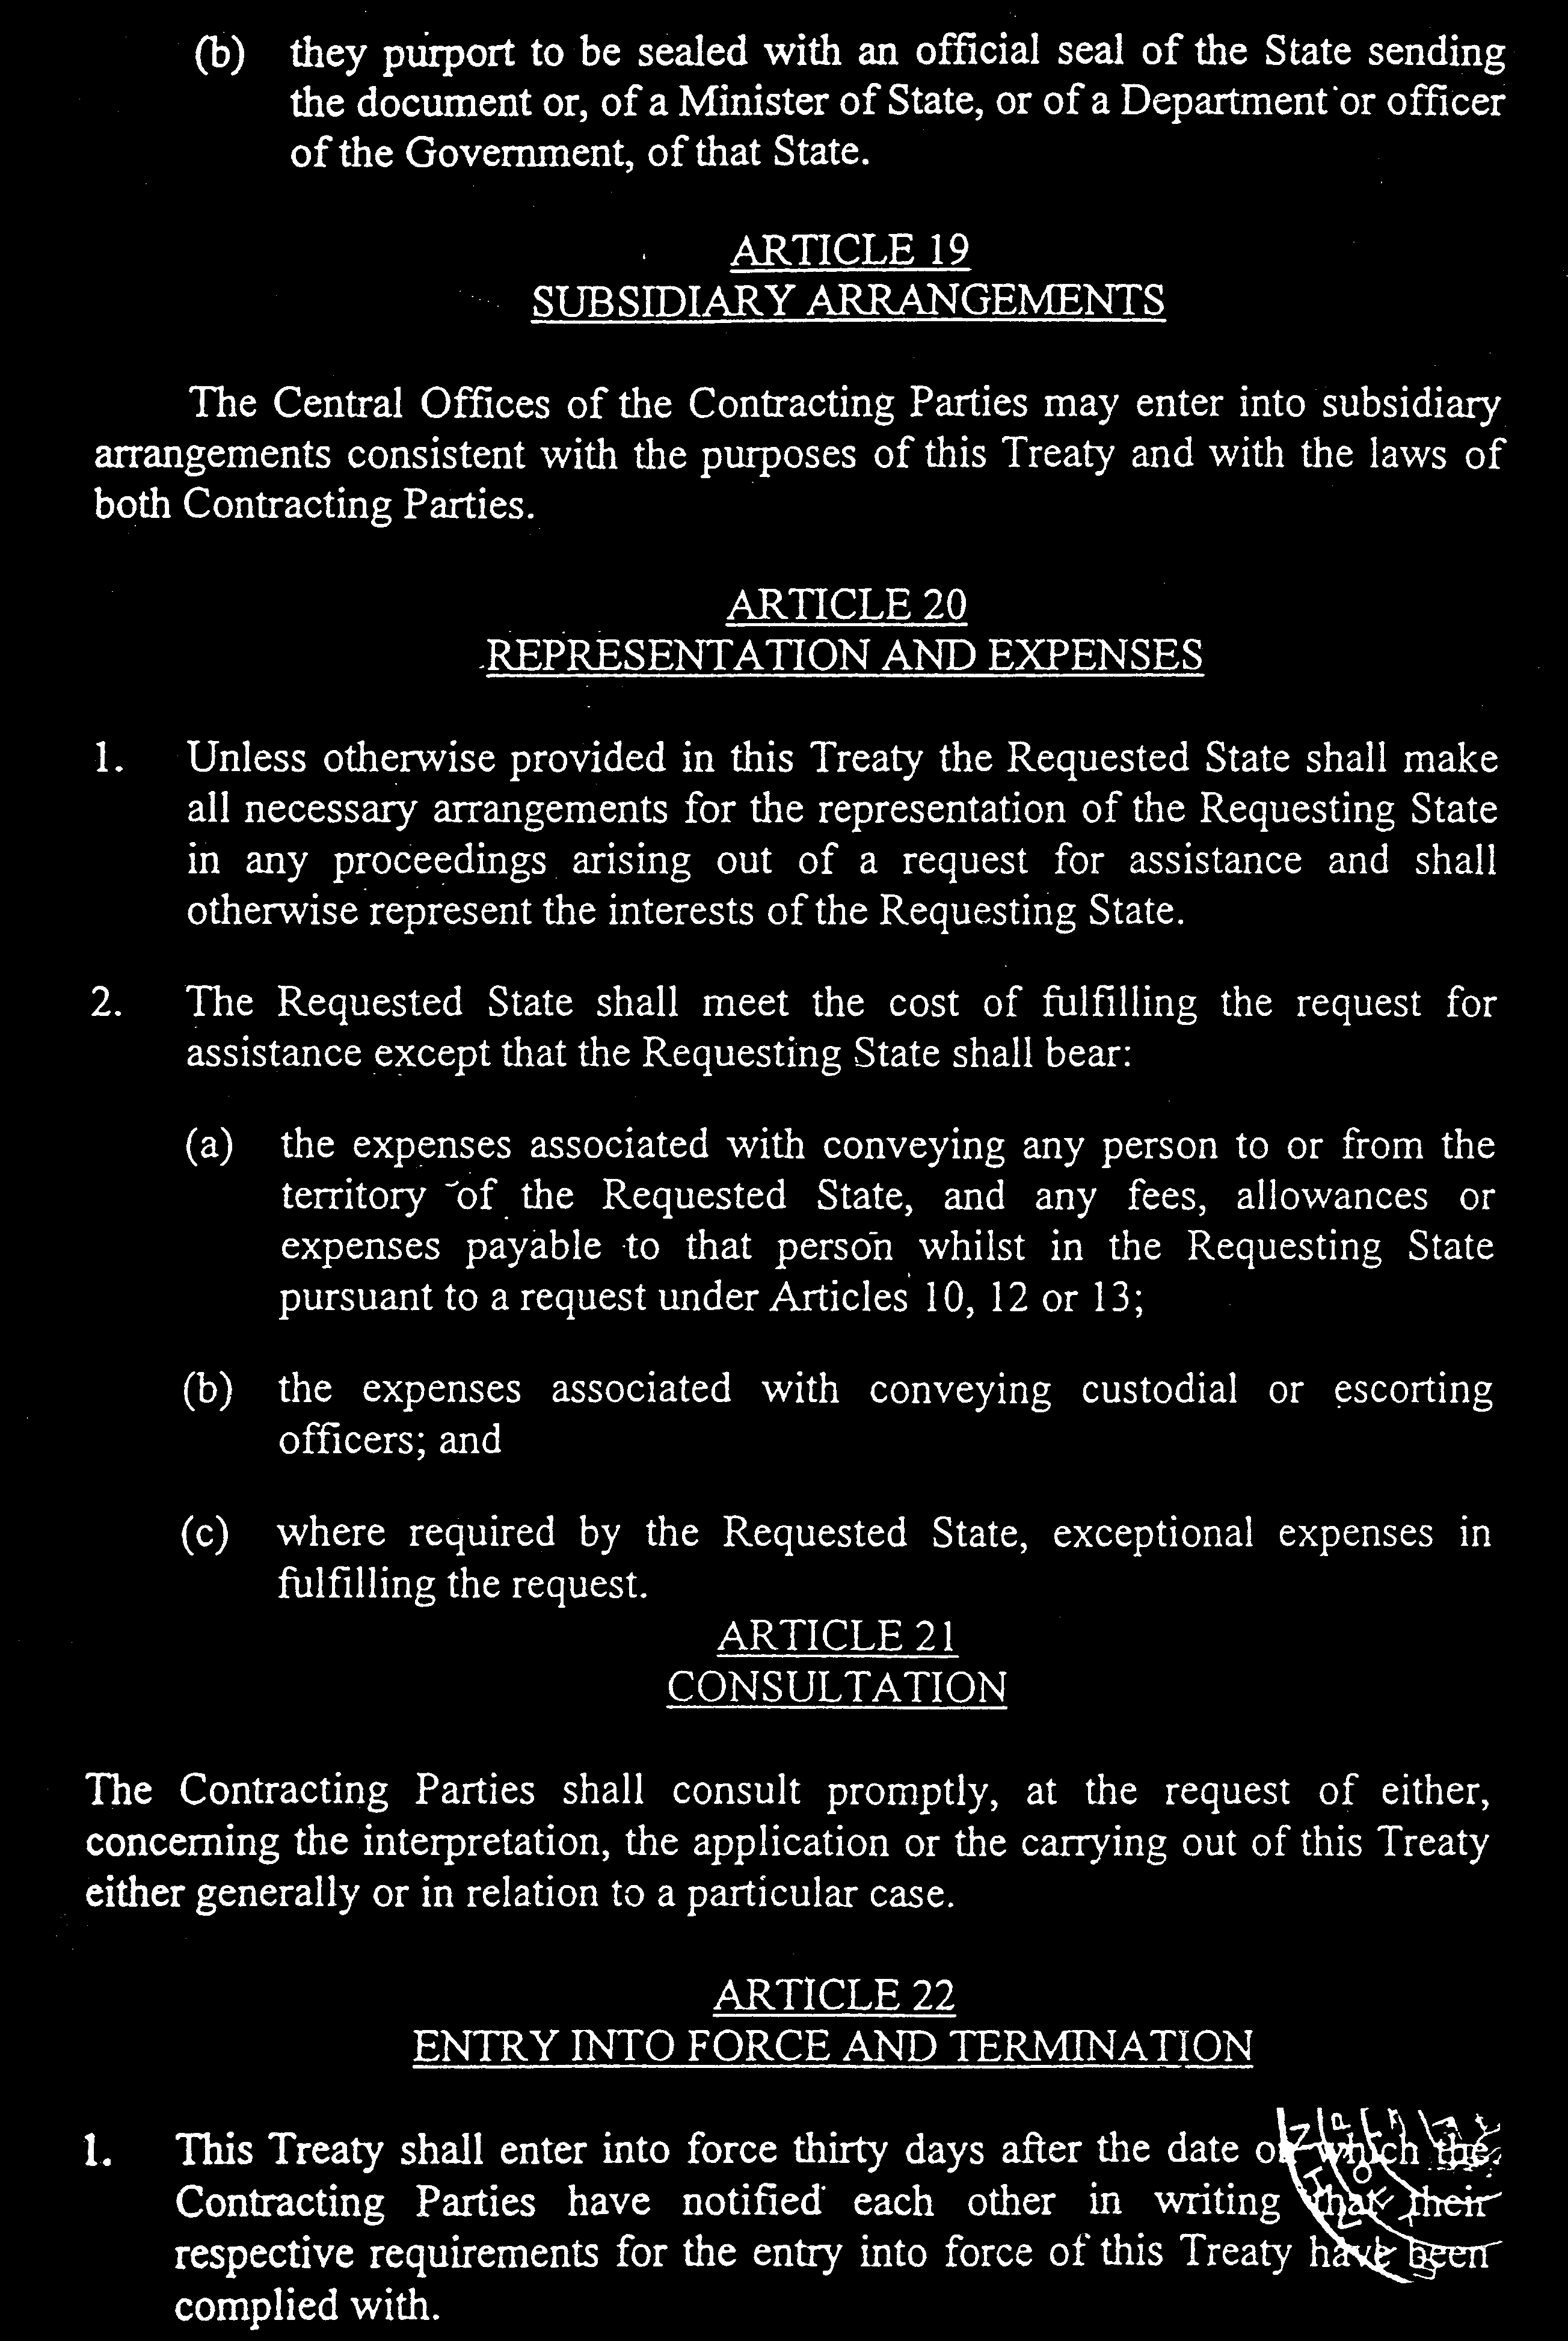 (b) they purport to be sealed with an official seal of the State sending
the document or, of a Minister of State, or of a Department or officer
of the Government, of that State.
ARTICLE 19
SUBSIDIARY ARRANGEMENTS
The Central Offices of the Contracting Parties may enter into subsidiary
arrangements consistent with the purposes of this Treaty and with the laws of
both Contracting Parties.
ARTICLE 20
REPRESENTATION AND EXPENSES
1. Unless otherwise provided in this Treaty the Requested State shall make
all necessary arrangements for the representation of the Requesting State
in any proceedings arising out of a request for assistance and shall
otherwise represent the interests of the Requesting State.
2. The Requested State shall meet the cost of fulfilling the request for
assistance except that the Requesting State shall bear:
(a) the expenses associated with conveying any person to or from the
territory of the Requested State, and any fees, allowances or
expenses payable to that person whilst in the Requesting State
pursuant to a request under Articles 10, 12 or 13;
(b) the expenses associated with conveying custodial or escorting
officers; and
(c) where required by the Requested State, exceptional expenses in
fulfilling the request.
ARTICLE 21
CONSULTATION
The Contracting Parties shall consult promptly, at the request of either,
concerning the interpretation, the application or the carrying out of this Treaty
either generally or in relation to a particular case.
ARTICLE 22
ENTRY INTO FORCE AND TERMINATION
1. This Treaty shall enter into force thirty days after the date on which the
Contracting Parties have notified each other in writing that their
respective requirements for the entry into force of this Treaty have been
complied with.